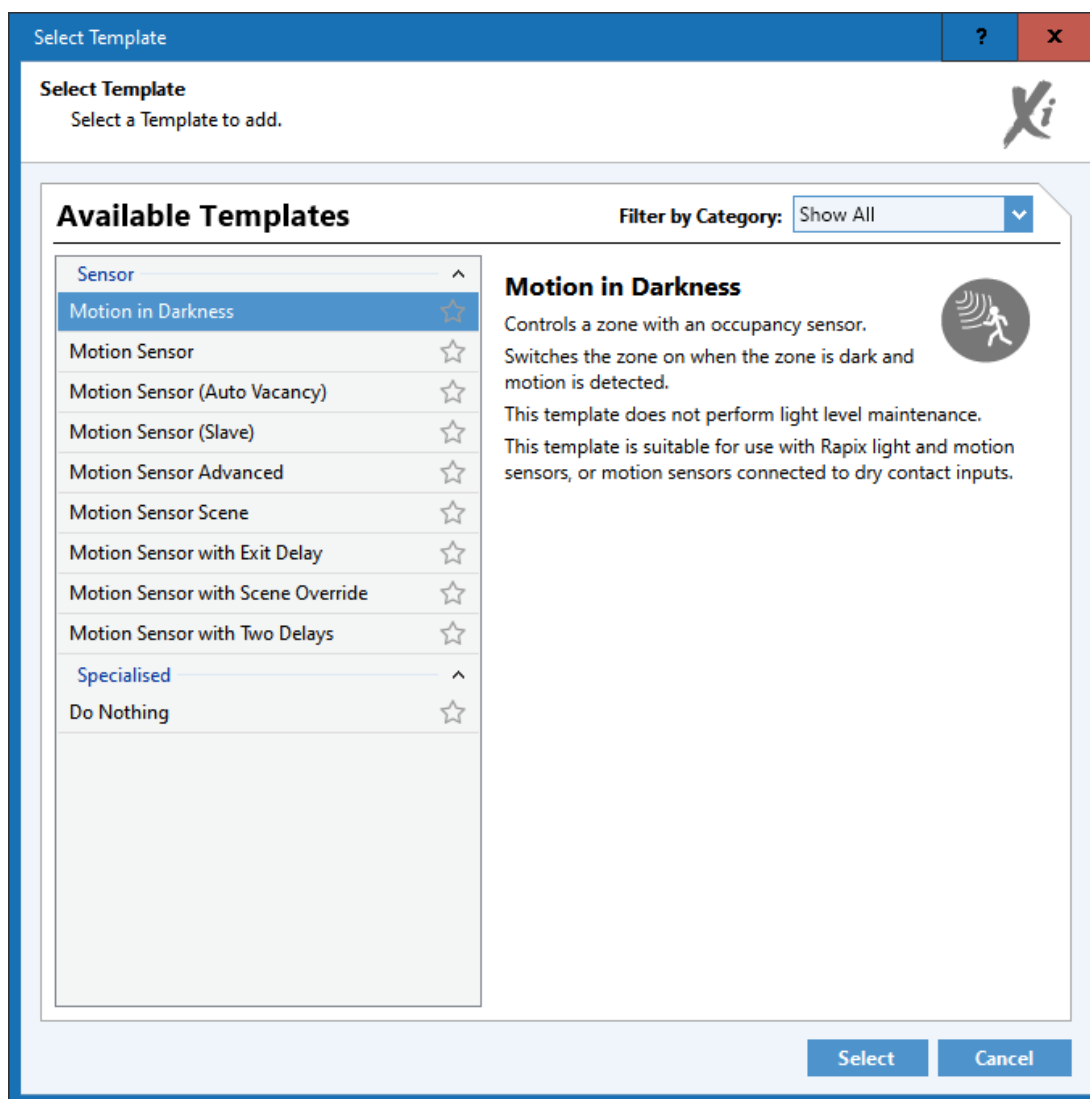 Select Template
?
x
Select Template
Select a Template to add.
Xi
Available Templates
Filter by Category:
Show All
Sensor
Motion in Darkness
Motion Sensor
Motion Sensor (Auto Vacancy)
Motion Sensor (Slave)
Motion Sensor Advanced
Motion Sensor Scene
Motion Sensor with Exit Delay
Motion Sensor with Scene Override
Motion Sensor with Two Delays
Specialised
Do Nothing
Motion in Darkness
Controls a zone with an occupancy sensor.
Switches the zone on when the zone is dark and
motion is detected.
This template does not perform light level maintenance.
This template is suitable for use with Rapix light and motion
sensors, or motion sensors connected to dry contact inputs.
Select
Cancel